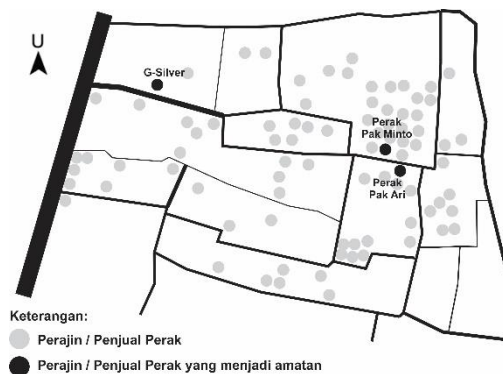 U
G-Silver
Perak
Pak Minto
Perak
Pak Ari
Keterangan:
Perajin / Penjual Perak
Perajin / Penjual Perak yang menjadi amatan